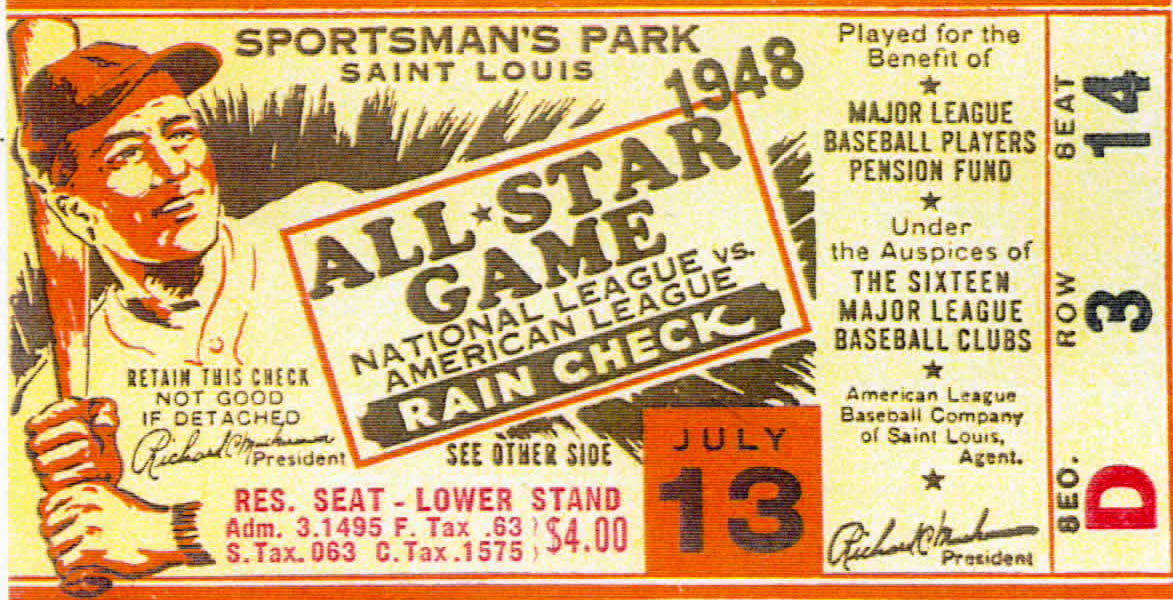 SPORTSMAN'S PARK
SAINT LOUIS
1948
ALL★STAR
GAME
NATIONAL LEAGUE VS.
AMERICAN LEAGUE
RAIN CHECK
RETAIN THIS CHECK
NOT GOOD
IF DETACHED
President
SEE OTHER SIDE
RES. SEAT - LOWER STAND
Adm. 3.1495 F. Tax .63
S.Tax. 063 C.Tax .1575
$4.00
JULY
13
Played for the
Benefit of
★
MAJOR LEAGUE
BASEBALL PLAYERS
PENSION FUND
★
Under
the Auspices of
THE SIXTEEN
MAJOR LEAGUE
BASEBALL CLUBS
★
American League
Baseball Company
of Saint Louis,
Agent.
★
President
SEAT 14
ROW 3
SEC. D